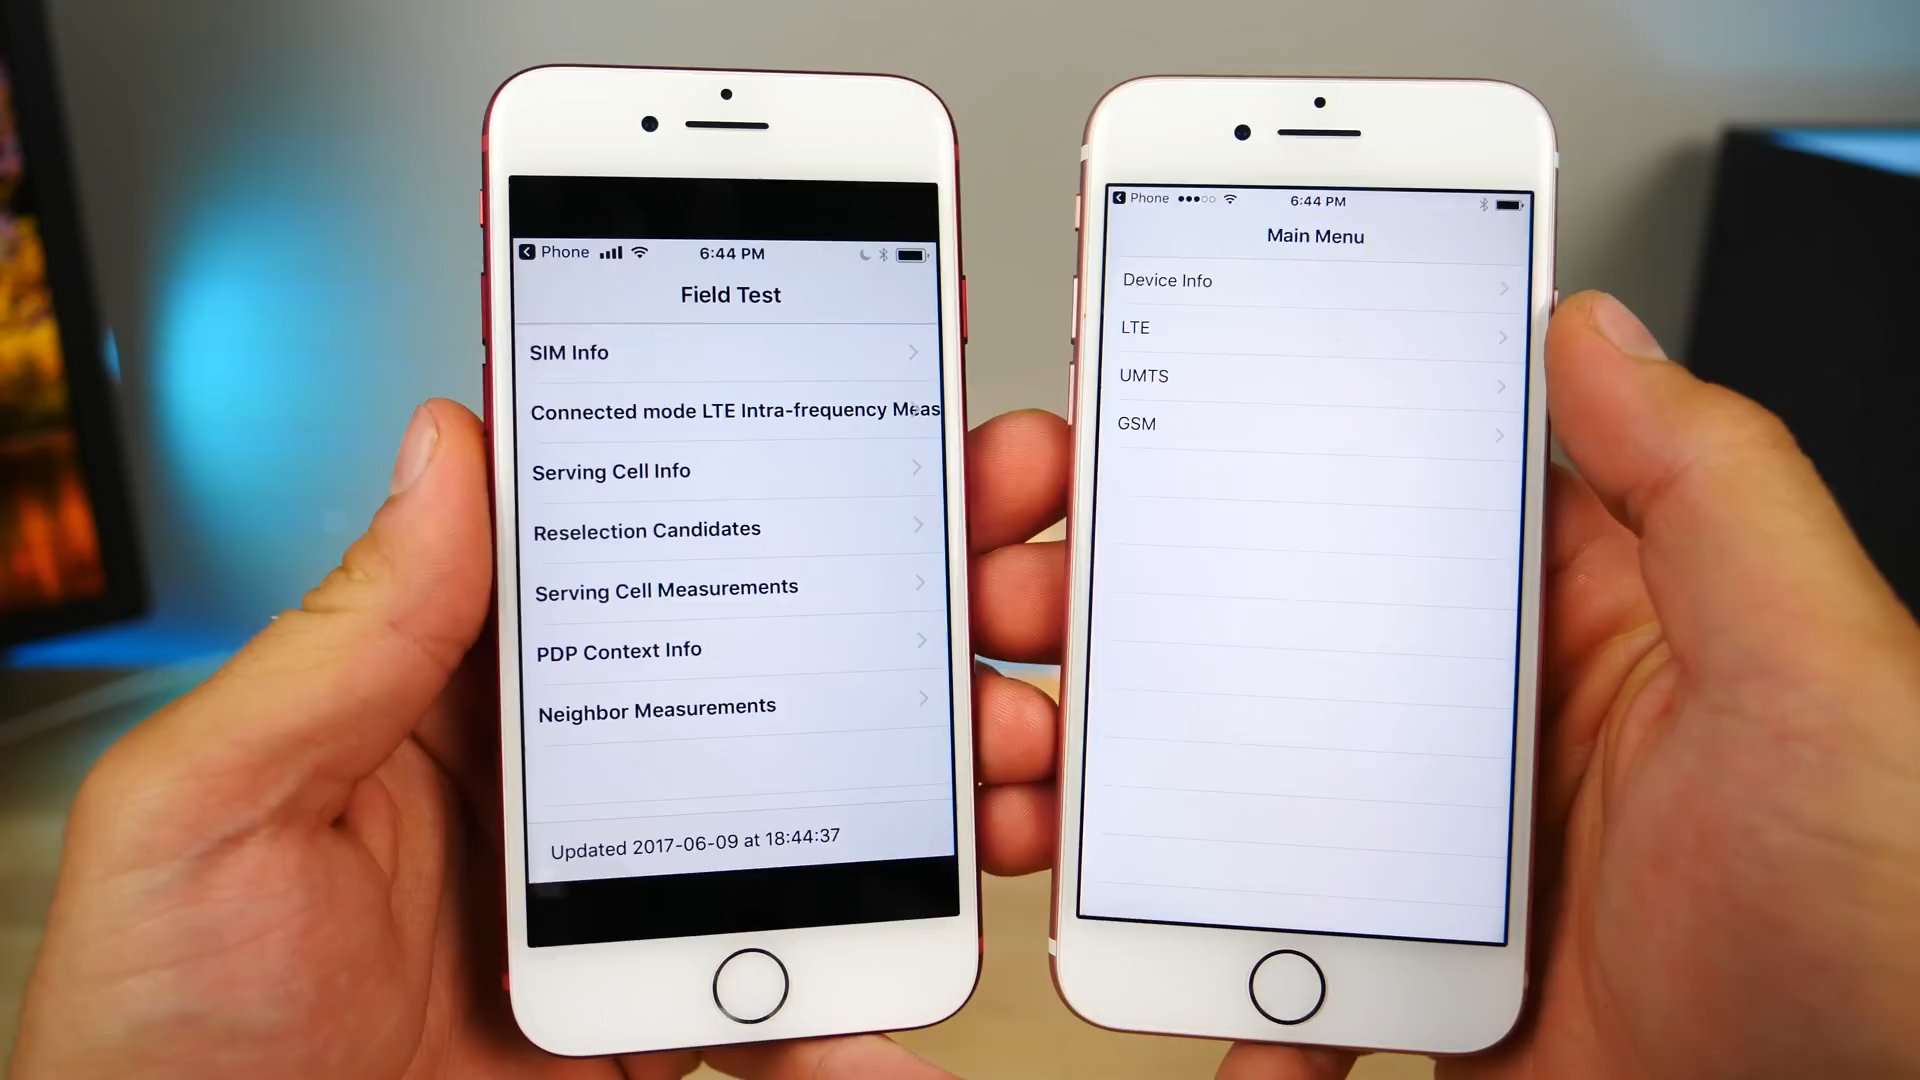 Phone 6:44 PM
Field Test
SIM Info
Connected mode LTE Intra-frequency Meas
Serving Cell Info
Reselection Candidates
Serving Cell Measurements
PDP Context Info
Neighbor Measurements
Updated 2017-06-09 at 18:44:37
Phone 6:44 PM
Main Menu
Device Info
LTE
UMTS
GSM